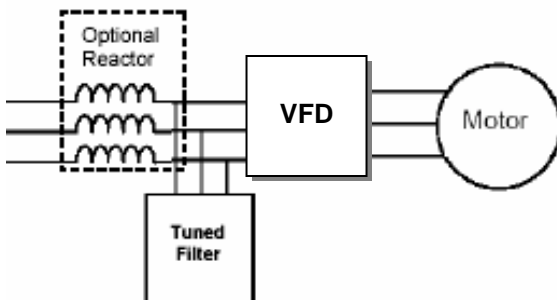 Optional
Reactor
VFD
Motor
Tuned
Filter